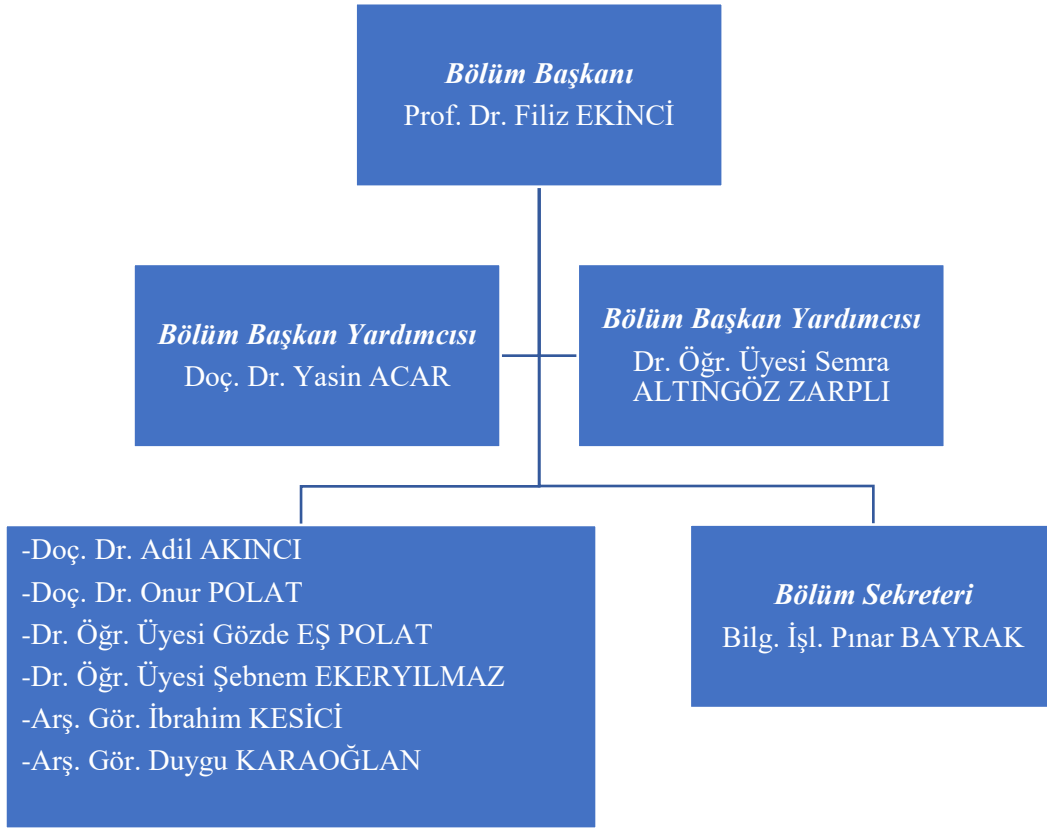 Bölüm Başkanı
Prof. Dr. Filiz EKİNCİ
Bölüm Başkan Yardımcısı
Doç. Dr. Yasin ACAR
Bölüm Başkan Yardımcısı
Dr. Öğr. Üyesi Semra
ALTINGÖZ ZARPLI
-Doç. Dr. Adil AKINCI
-Doç. Dr. Onur POLAT
-Dr. Öğr. Üyesi Gözde EŞ POLAT
-Dr. Öğr. Üyesi Şebnem EKERYILMAZ
-Arş. Gör. İbrahim KESİCİ
-Arş. Gör. Duygu KARAOĞLAN
Bölüm Sekreteri
Bilg. İşl. Pınar BAYRAK